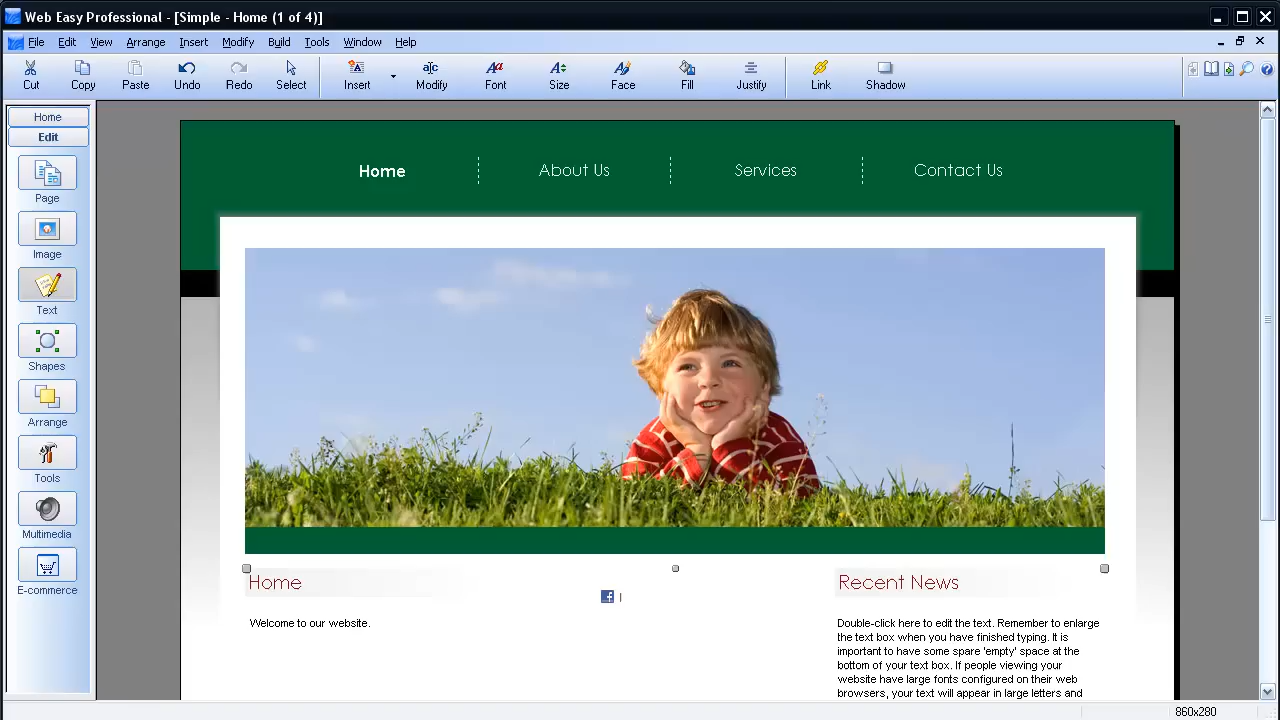 Web Easy Professional - [Simple - Home (1 of 4)]
File Edit View Arrange Insert Modify Build Tools Window Help
Cut Copy Paste Undo Redo Select Insert Modify Font Size Face Fill Justify Link Shadow
Home
Edit
Page
Image
Text
Shapes
Arrange
Tools
Multimedia
E-commerce
Home About Us Services Contact Us
Home
Welcome to our website.
Recent News
Double-click here to edit the text. Remember to enlarge
the text box when you have finished typing. It is
important to have some spare 'empty' space at the
bottom of your text box. If people viewing your
website have large fonts configured on their web
browsers, your text will appear in large letters and
860x280